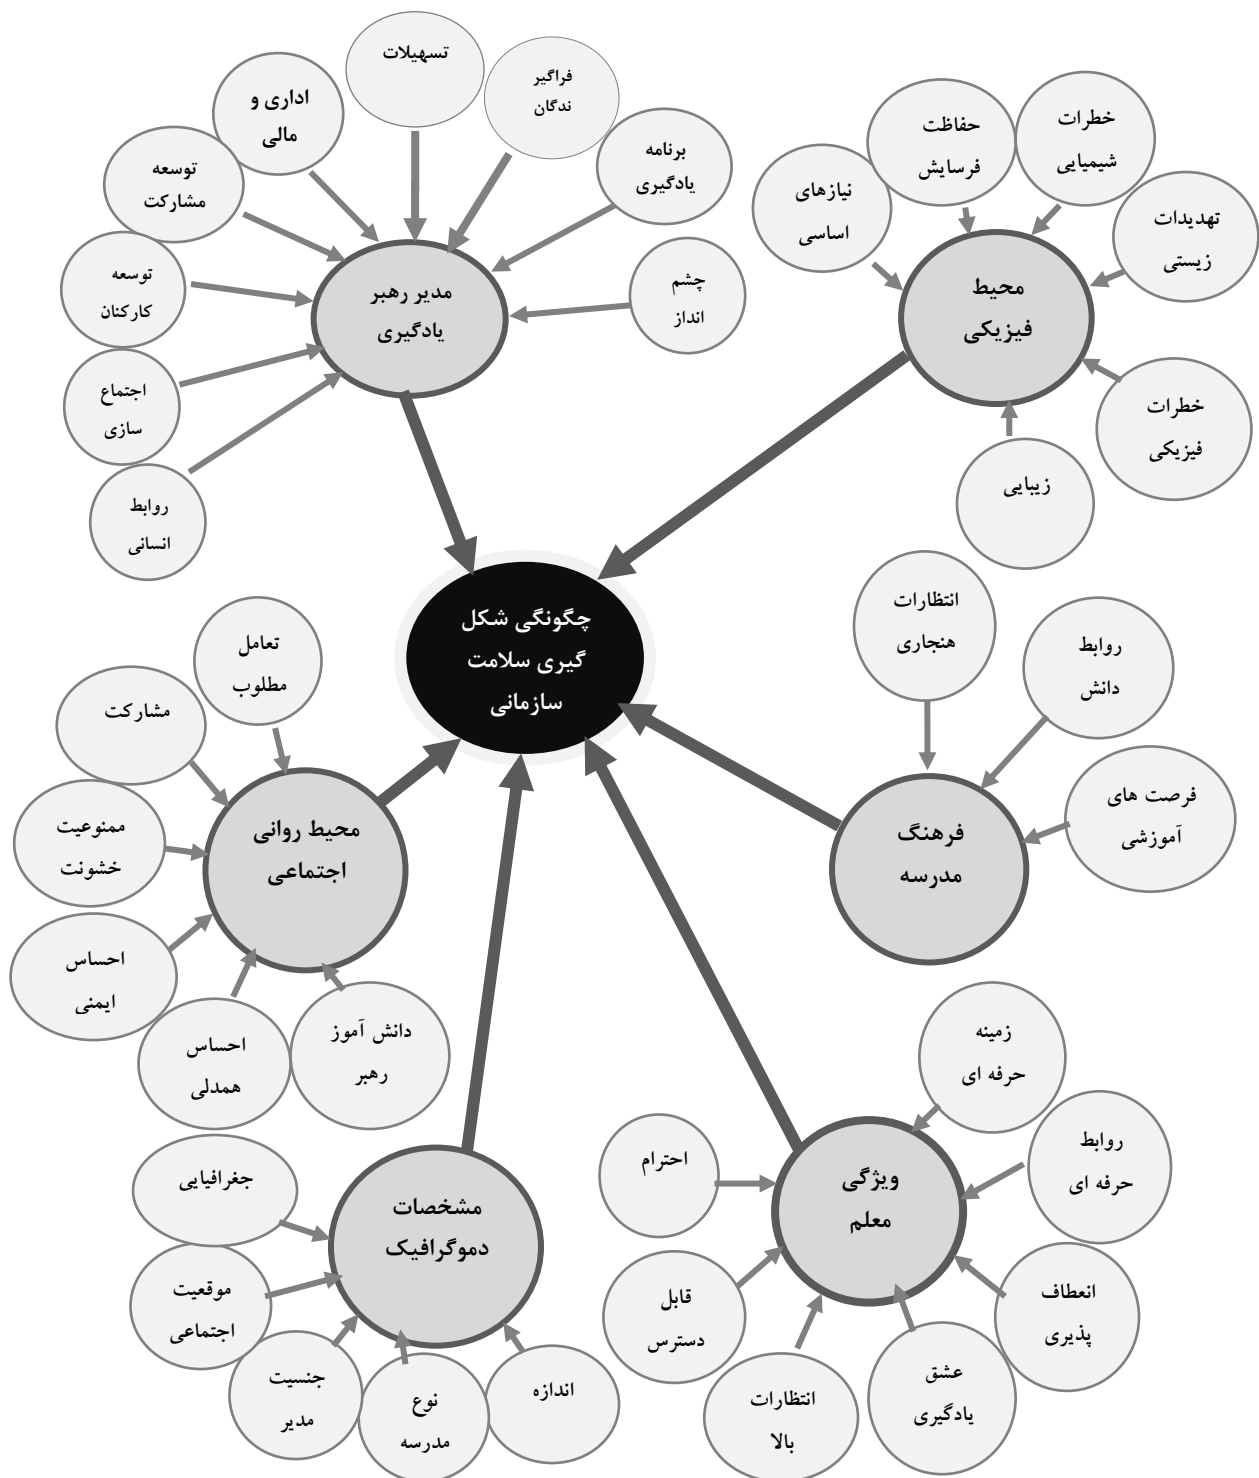 تسهیلات
فراگیر
ندگان
اداری و
مالی
برنامه
یادگیری
توسعه
مشارکت
چشم
انداز
توسعه
کارکنان
مدیر رهبر
یادگیری
اجتماع
سازی
روابط
انسانی
خطرات
شیمیایی
حفاظت
فرسایش
نیازهای
اساسی
تهدیدات
زیستی
محیط
فیزیکی
خطرات
فیزیکی
زیبایی
چگونگی شکل
گیری سلامت
سازمانی
انتظارات
هنجاری
روابط
دانش
فرصت های
آموزشی
فرهنگ
مدرسه
تعامل
مطلوب
مشارکت
ممنوعیت
خشونت
محیط روانی
اجتماعی
احساس
ایمنی
احساس
همدلی
دانش آموز
رهبر
زمینه
حرفه ای
روابط
حرفه ای
احترام
ویژگی
معلم
قابل
دسترس
انعطاف
پذیری
انتظارات
بالا
عشق
یادگیری
جغرافیایی
مشخصات
دموگرافیک
موقعیت
اجتماعی
جنسیت
مدیر
نوع
مدرسه
اندازه